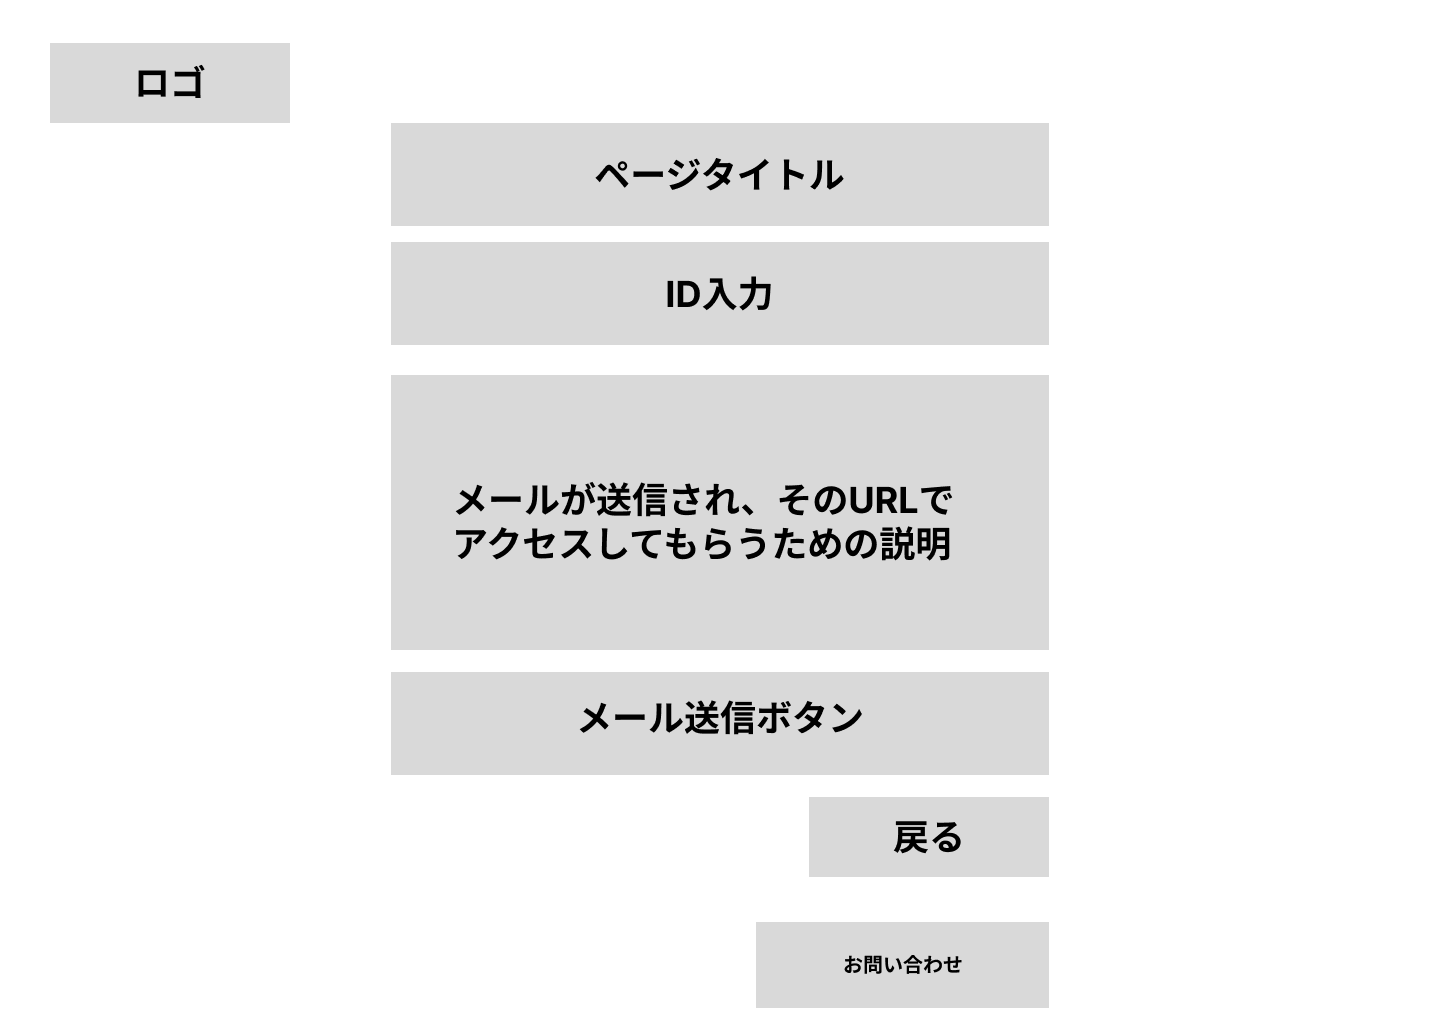 ロゴ
ページタイトル
ID入力
メールが送信され、そのURLで
アクセスしてもらうための説明
メール送信ボタン
戻る
お問い合わせ